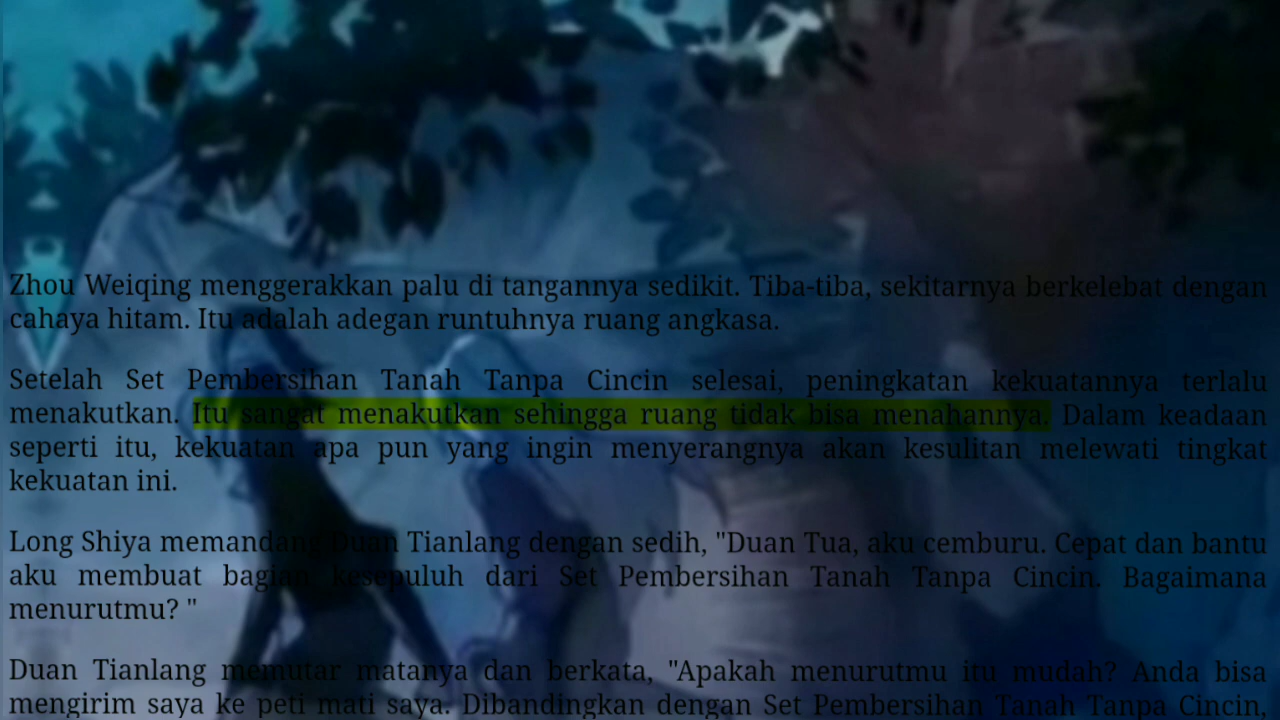 Zhou Weiqing menggerakkan palu di tangannya sedikit. Tiba-tiba, sekitarnya berkelebat dengan
cahaya hitam. Itu adalah adegan runtuhnya ruang angkasa.
Setelah Set Pembersihan Tanah Tanpa Cincin selesai, peningkatan kekuatannya terlalu
menakutkan. Itu sangat menakutkan sehingga ruang tidak bisa menahannya. Dalam keadaan
seperti itu, kekuatan apa pun yang ingin menyerangnya akan kesulitan melewati tingkat
kekuatan ini.
Long Shiya memandang Duan Tianlang dengan sedih, "Duan Tua, aku cemburu. Cepat dan bantu
aku membuat bagian kesepuluh dari Set Pembersihan Tanah Tanpa Cincin. Bagaimana
menurutmu? "
Duan Tianlang memutar matanya dan berkata, "Apakah menurutmu itu mudah? Anda bisa
mengirim saya ke peti mati saya. Dibandingkan dengan Set Pembersihan Tanah Tanpa Cincin,